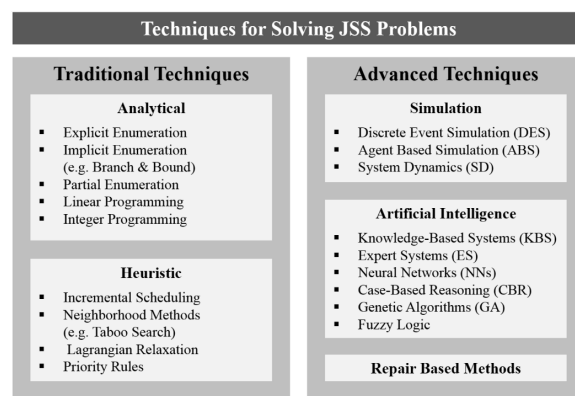 Techniques for Solving JSS Problems
Traditional Techniques
Analytical
▪ Explicit Enumeration
▪ Implicit Enumeration
(e.g. Branch & Bound)
▪ Partial Enumeration
▪ Linear Programming
▪ Integer Programming
Heuristic
▪ Incremental Scheduling
▪ Neighborhood Methods
(e.g. Taboo Search)
▪ Lagrangian Relaxation
▪ Priority Rules
Advanced Techniques
Simulation
▪ Discrete Event Simulation (DES)
▪ Agent Based Simulation (ABS)
▪ System Dynamics (SD)
Artificial Intelligence
▪ Knowledge-Based Systems (KBS)
▪ Expert Systems (ES)
▪ Neural Networks (NNs)
▪ Case-Based Reasoning (CBR)
▪ Genetic Algorithms (GA)
▪ Fuzzy Logic
Repair Based Methods